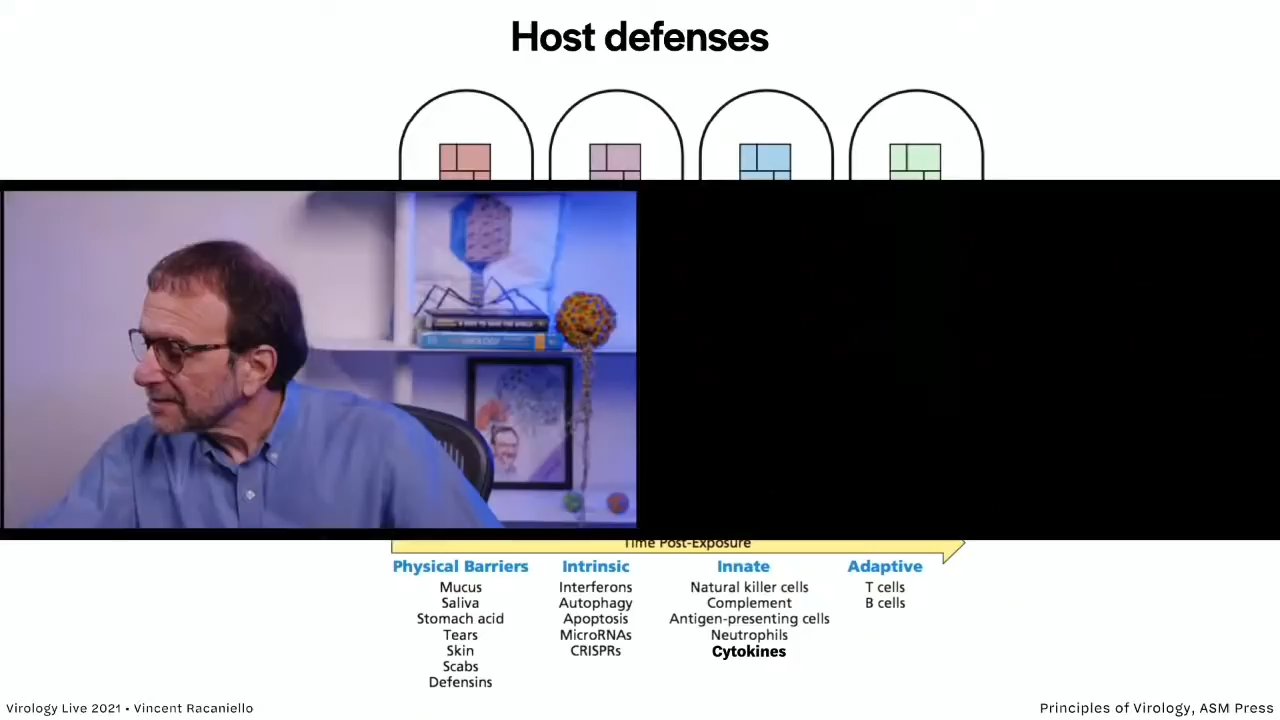 Host defenses
Time Post-Exposure
Physical Barriers
Mucus
Saliva
Stomach acid
Tears
Skin
Scabs
Defensins
Intrinsic
Interferons
Autophagy
Apoptosis
MicroRNAs
CRISPRs
Innate
Natural killer cells
Complement
Antigen-presenting cells
Neutrophils
Cytokines
Adaptive
T cells
B cells
Virology Live 2021 • Vincent Racaniello
Principles of Virology, ASM Press